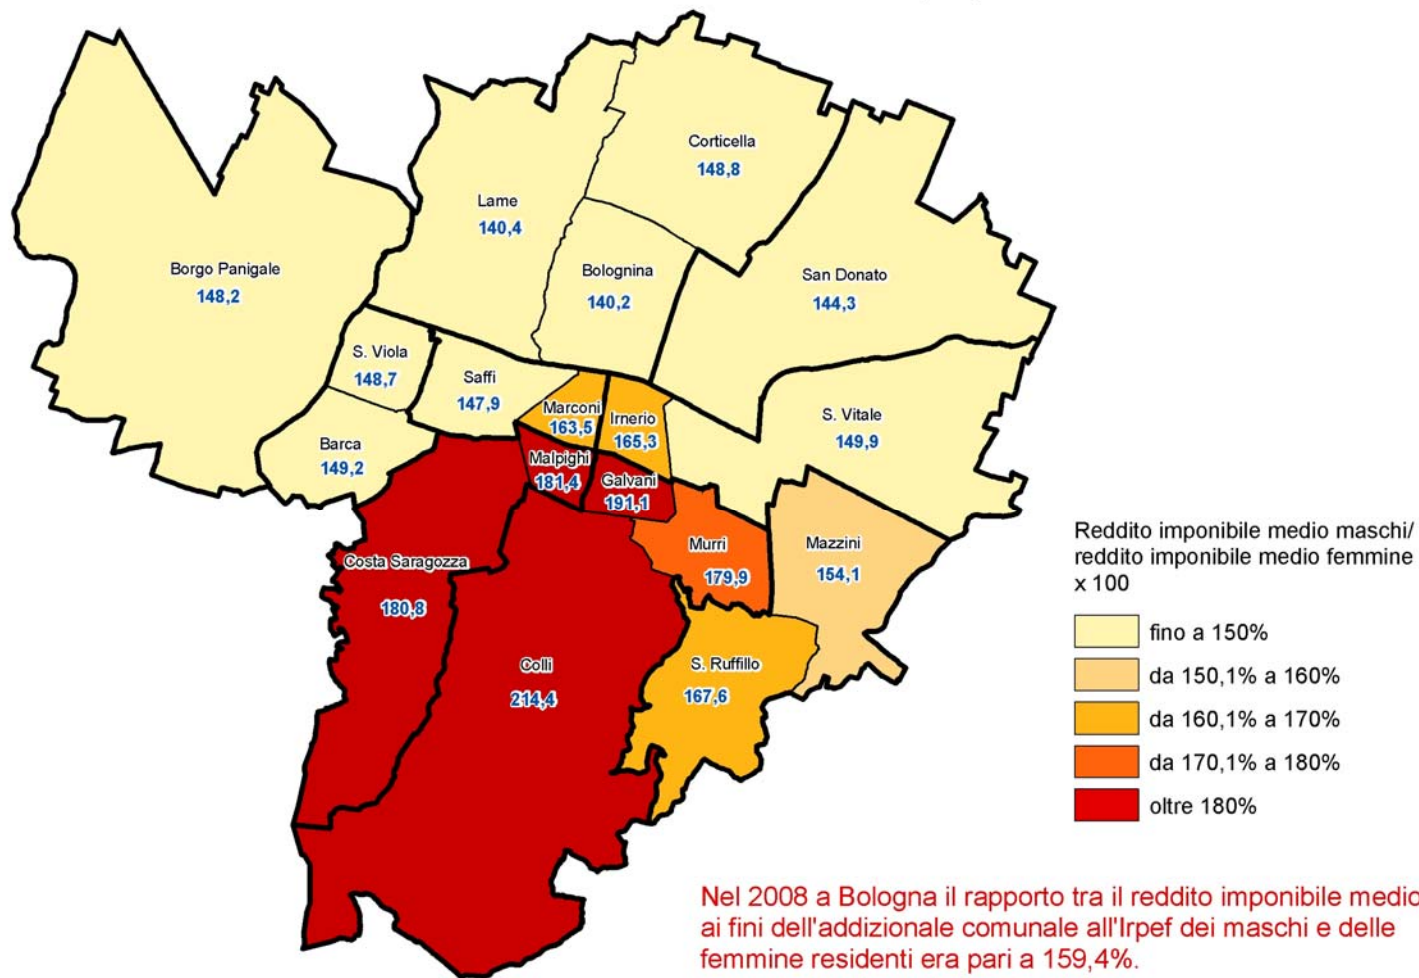 Corticella
148,8
Lame
140,4
Borgo Panigale
148,2
Bolognina
140,2
San Donato
144,3
S. Viola
148,7
Saffi
147,9
Marconi
163,5
Irnerio
165,3
S. Vitale
149,9
Barca
149,2
Malpighi
181,4
Galvani
191,1
Murri
179,9
Mazzini
154,1
Costa Saragozza
180,8
Colli
214,4
S. Ruffillo
167,6
Reddito imponibile medio maschi/
reddito imponibile medio femmine
x 100
fino a 150%
da 150,1% a 160%
da 160,1% a 170%
da 170,1% a 180%
oltre 180%
Nel 2008 a Bologna il rapporto tra il reddito imponibile medio
ai fini dell'addizionale comunale all'Irpef dei maschi e delle
femmine residenti era pari a 159,4%.